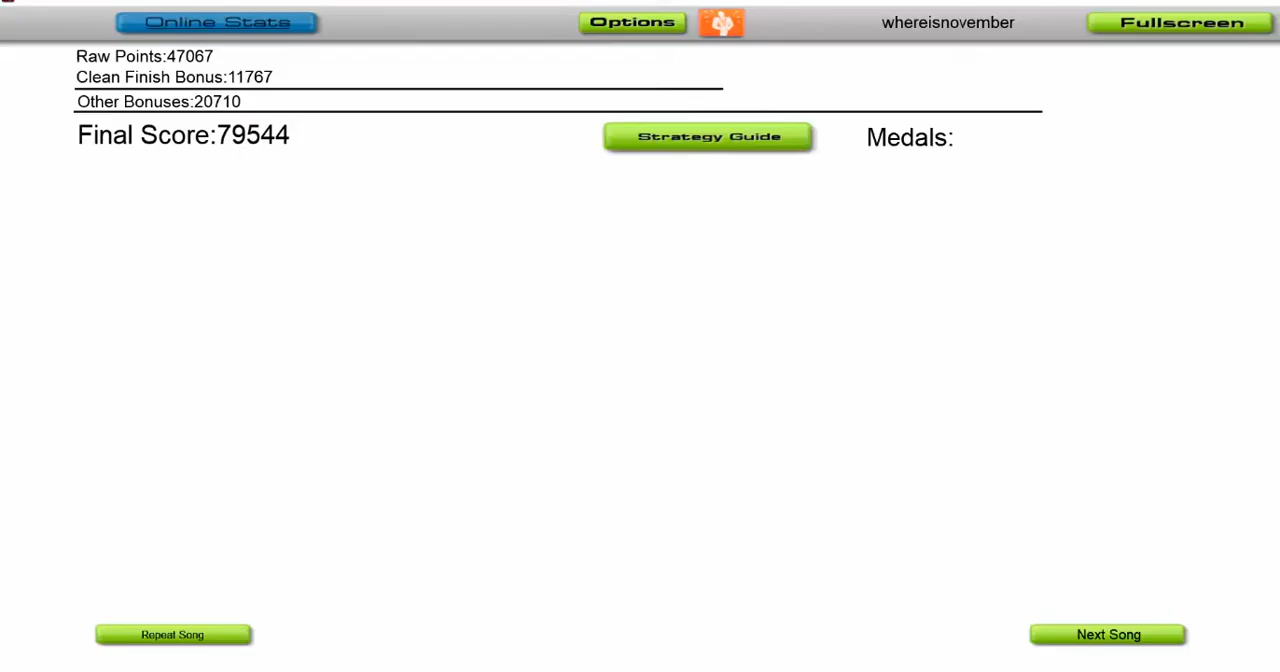 Online Stats
Options
whereisnovember
Fullscreen
Raw Points:47067
Clean Finish Bonus:11767
Other Bonuses:20710
Final Score:79544
Strategy Guide
Medals:
Repeat Song
Next Song